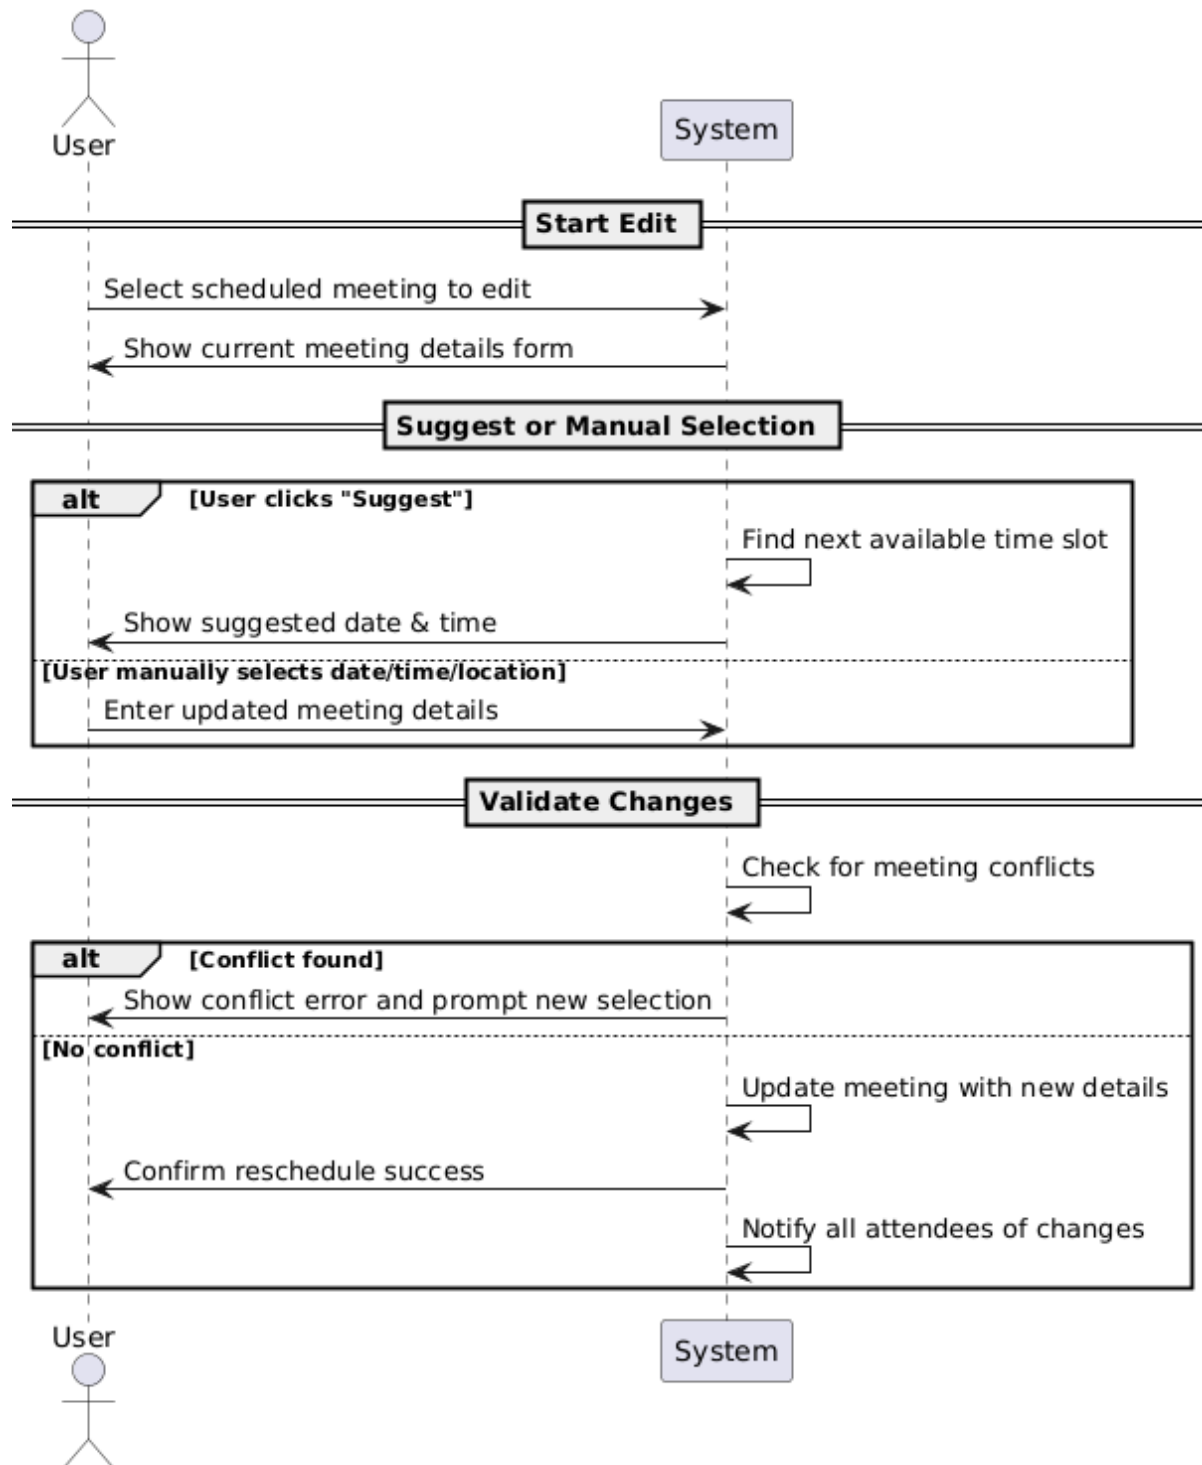 User
System
Start Edit
Select scheduled meeting to edit
Show current meeting details form
Suggest or Manual Selection
alt [User clicks "Suggest"]
Find next available time slot
Show suggested date & time
[User manually selects date/time/location]
Enter updated meeting details
Validate Changes
Check for meeting conflicts
alt [Conflict found]
Show conflict error and prompt new selection
[No conflict]
Update meeting with new details
Confirm reschedule success
Notify all attendees of changes
User
System